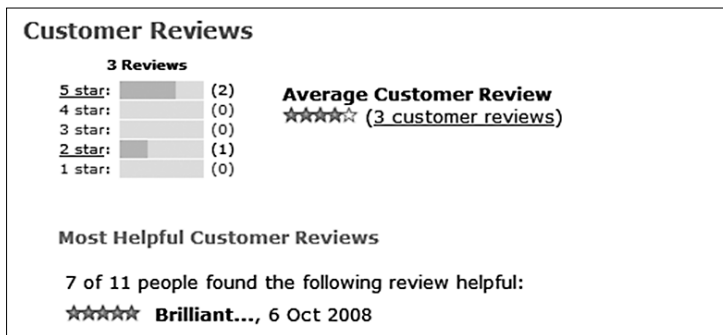 Customer Reviews
3 Reviews
5 star: (2)
4 star: (0)
3 star: (0)
2 star: (1)
1 star: (0)
Average Customer Review
(3 customer reviews)
Most Helpful Customer Reviews
7 of 11 people found the following review helpful:
Brilliant..., 6 Oct 2008